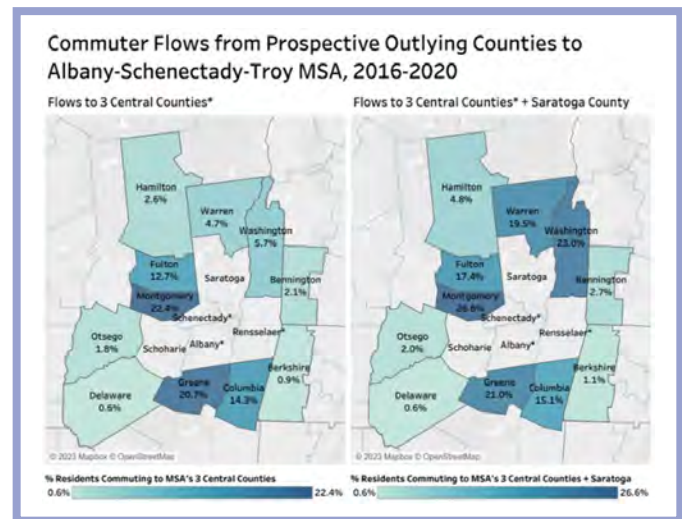 Commuter Flows from Prospective Outlying Counties to
Albany-Schenectady-Troy MSA, 2016-2020
Flows to 3 Central Counties*
Hamilton
2.6%
Warren
4.7%
Washington
5.7%
Fulton
12.7%
Saratoga
Bennington
2.1%
Montgomery
22.4%
Schenectady*
Rensselaer*
Otsego
1.8%
Schoharie
Albany*
Berkshire
0.9%
Delaware
0.6%
Greene
20.7%
Columbia
14.3%
© 2023 Mapbox © OpenStreetMap
% Residents Commuting to MSA's 3 Central Counties
0.6%
22.4%
Flows to 3 Central Counties* + Saratoga County
Hamilton
4.8%
Warren
19.5%
Washington
23.0%
Fulton
17.4%
Saratoga
Bennington
2.7%
Montgomery
26.6%
Schenectady*
Rensselaer*
Otsego
2.0%
Schoharie
Albany*
Berkshire
1.1%
Delaware
0.6%
Greene
21.0%
Columbia
15.1%
© 2023 Mapbox © OpenStreetMap
% Residents Commuting to MSA's 3 Central Counties + Saratoga
0.6%
26.6%